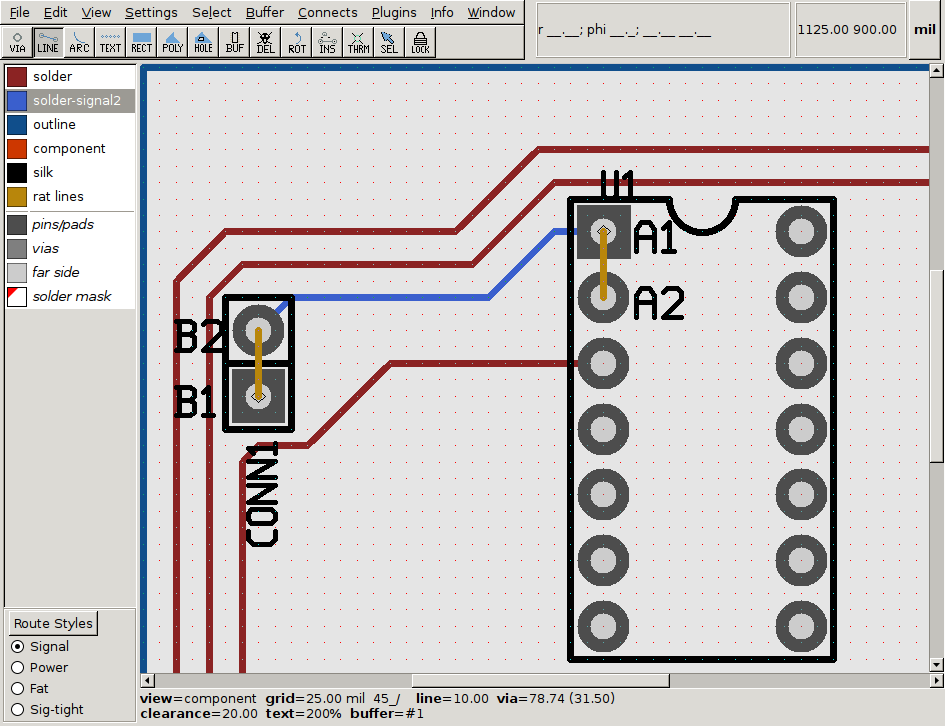 File Edit View Settings Select Buffer Connects Plugins Info Window
r __.__; phi __._; __.__ __.__
1125.00 900.00
mil
VIA LINE ARC TEXT RECT POLY HOLE BUF DEL ROT INS THRM SEL LOCK
solder
solder-signal2
outline
component
silk
rat lines
pins/pads
vias
far side
solder mask
U1
A1
A2
B2
B1
CONN1
Route Styles
Signal
Power
Fat
Sig-tight
view=component grid=25.00 mil 45_/ line=10.00 via=78.74 (31.50)
clearance=20.00 text=200% buffer=#1